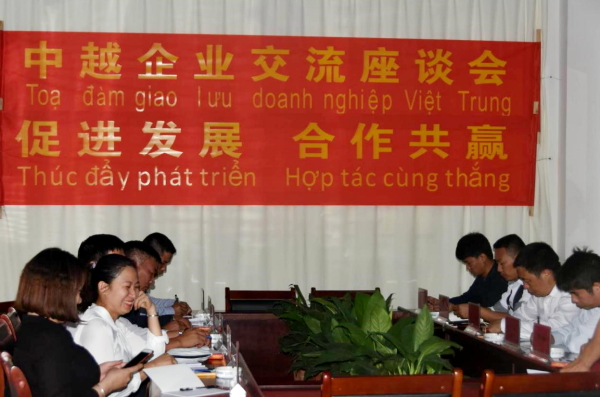 中越企业交流座谈会
Toạ đàm giao lưu doanh nghiệp Việt Trung
促进发展 合作共赢
Thúc đẩy phát triển Hợp tác cùng thắng